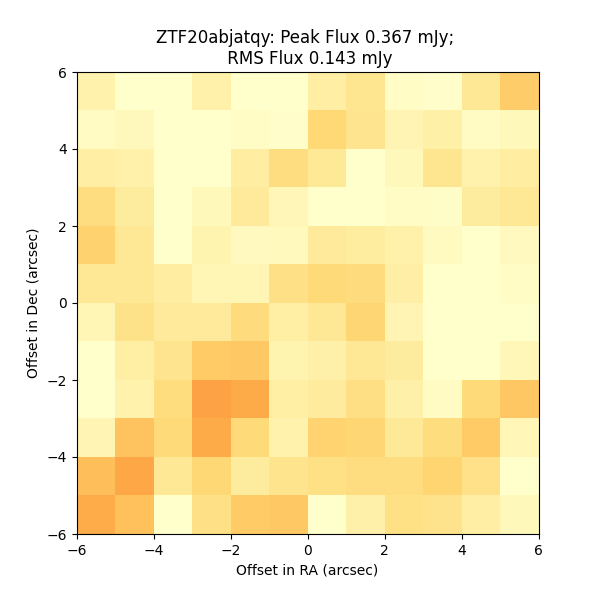 ZTF20abjatqy: Peak Flux 0.367 mJy;
RMS Flux 0.143 mJy
6
4
2
0
−2
−4
−6
Offset in Dec (arcsec)
−6 −4 −2 0 2 4 6
Offset in RA (arcsec)